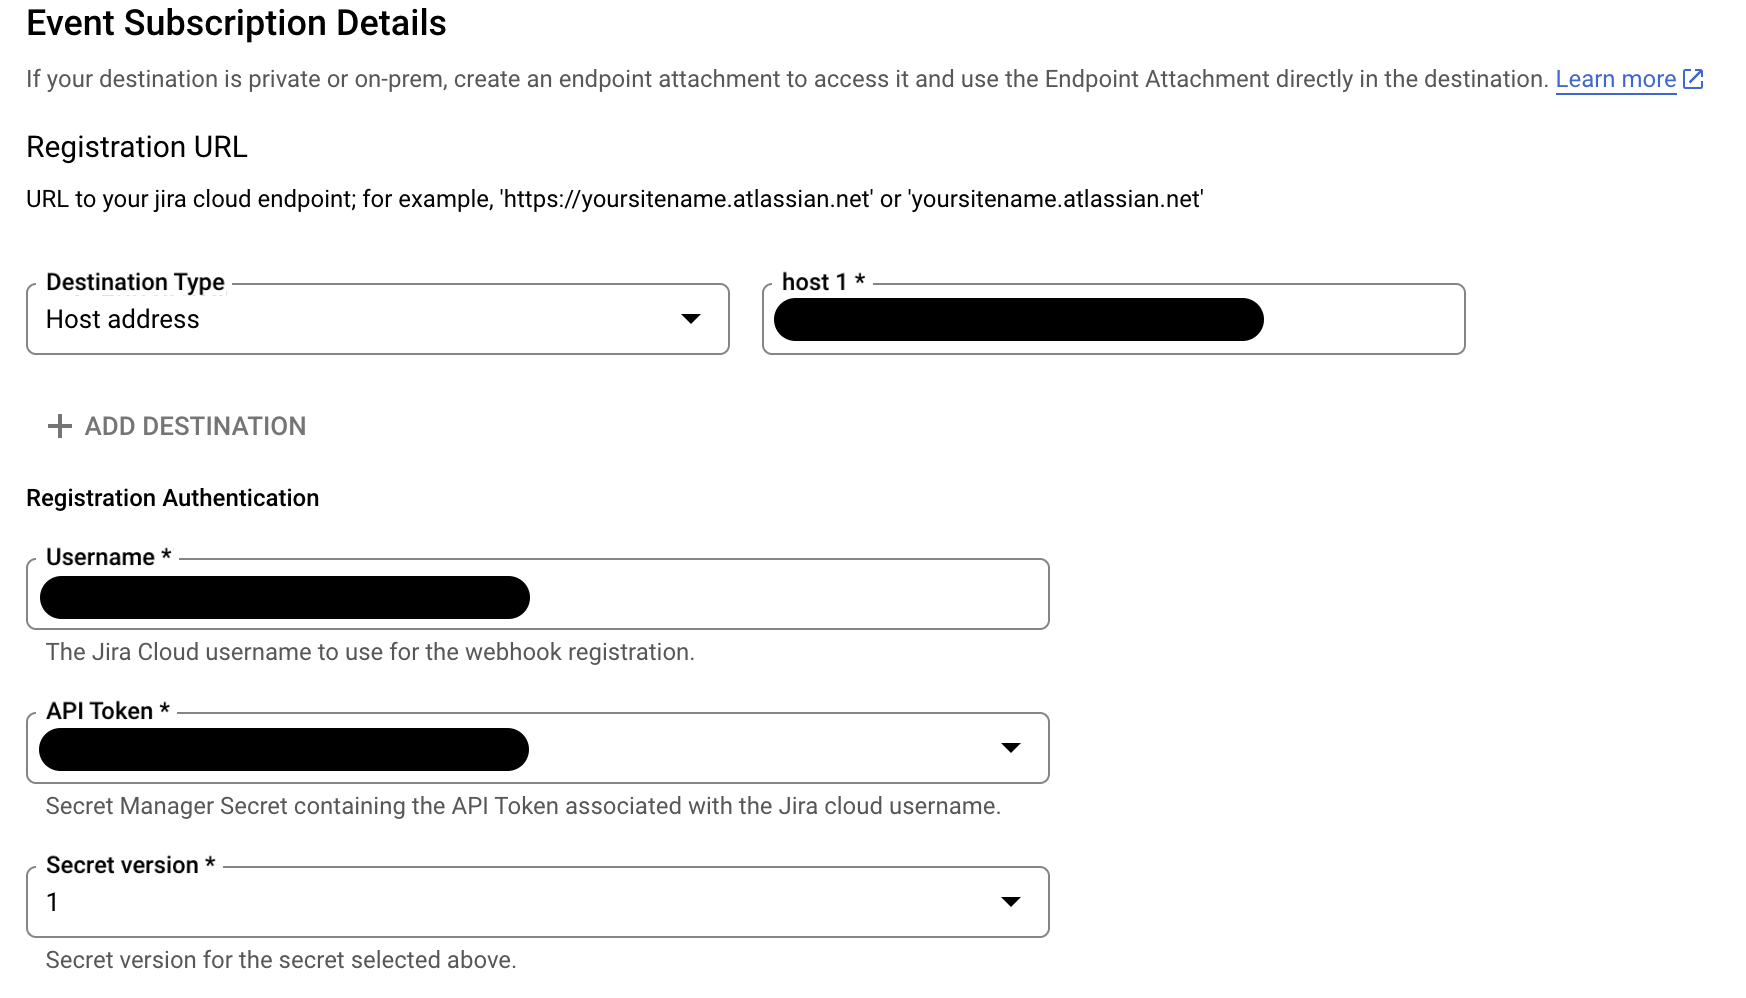 Event Subscription Details
If your destination is private or on-prem, create an endpoint attachment to access it and use the Endpoint Attachment directly in the destination. Learn more
Registration URL
URL to your jira cloud endpoint; for example, 'https://yoursitename.atlassian.net' or 'yoursitename.atlassian.net'
Destination Type
Host address
host 1 *
ADD DESTINATION
Registration Authentication
Username *
The Jira Cloud username to use for the webhook registration.
API Token *
Secret Manager Secret containing the API Token associated with the Jira cloud username.
Secret version *
1
Secret version for the secret selected above.